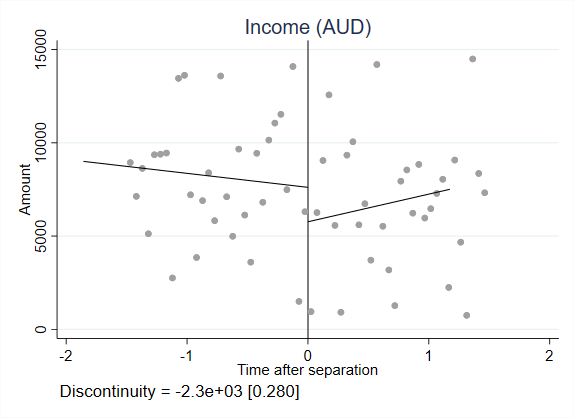 Income (AUD)
15000
10000
5000
0
Amount
-2 -1 0 1 2
Time after separation
Discontinuity = -2.3e+03 [0.280]